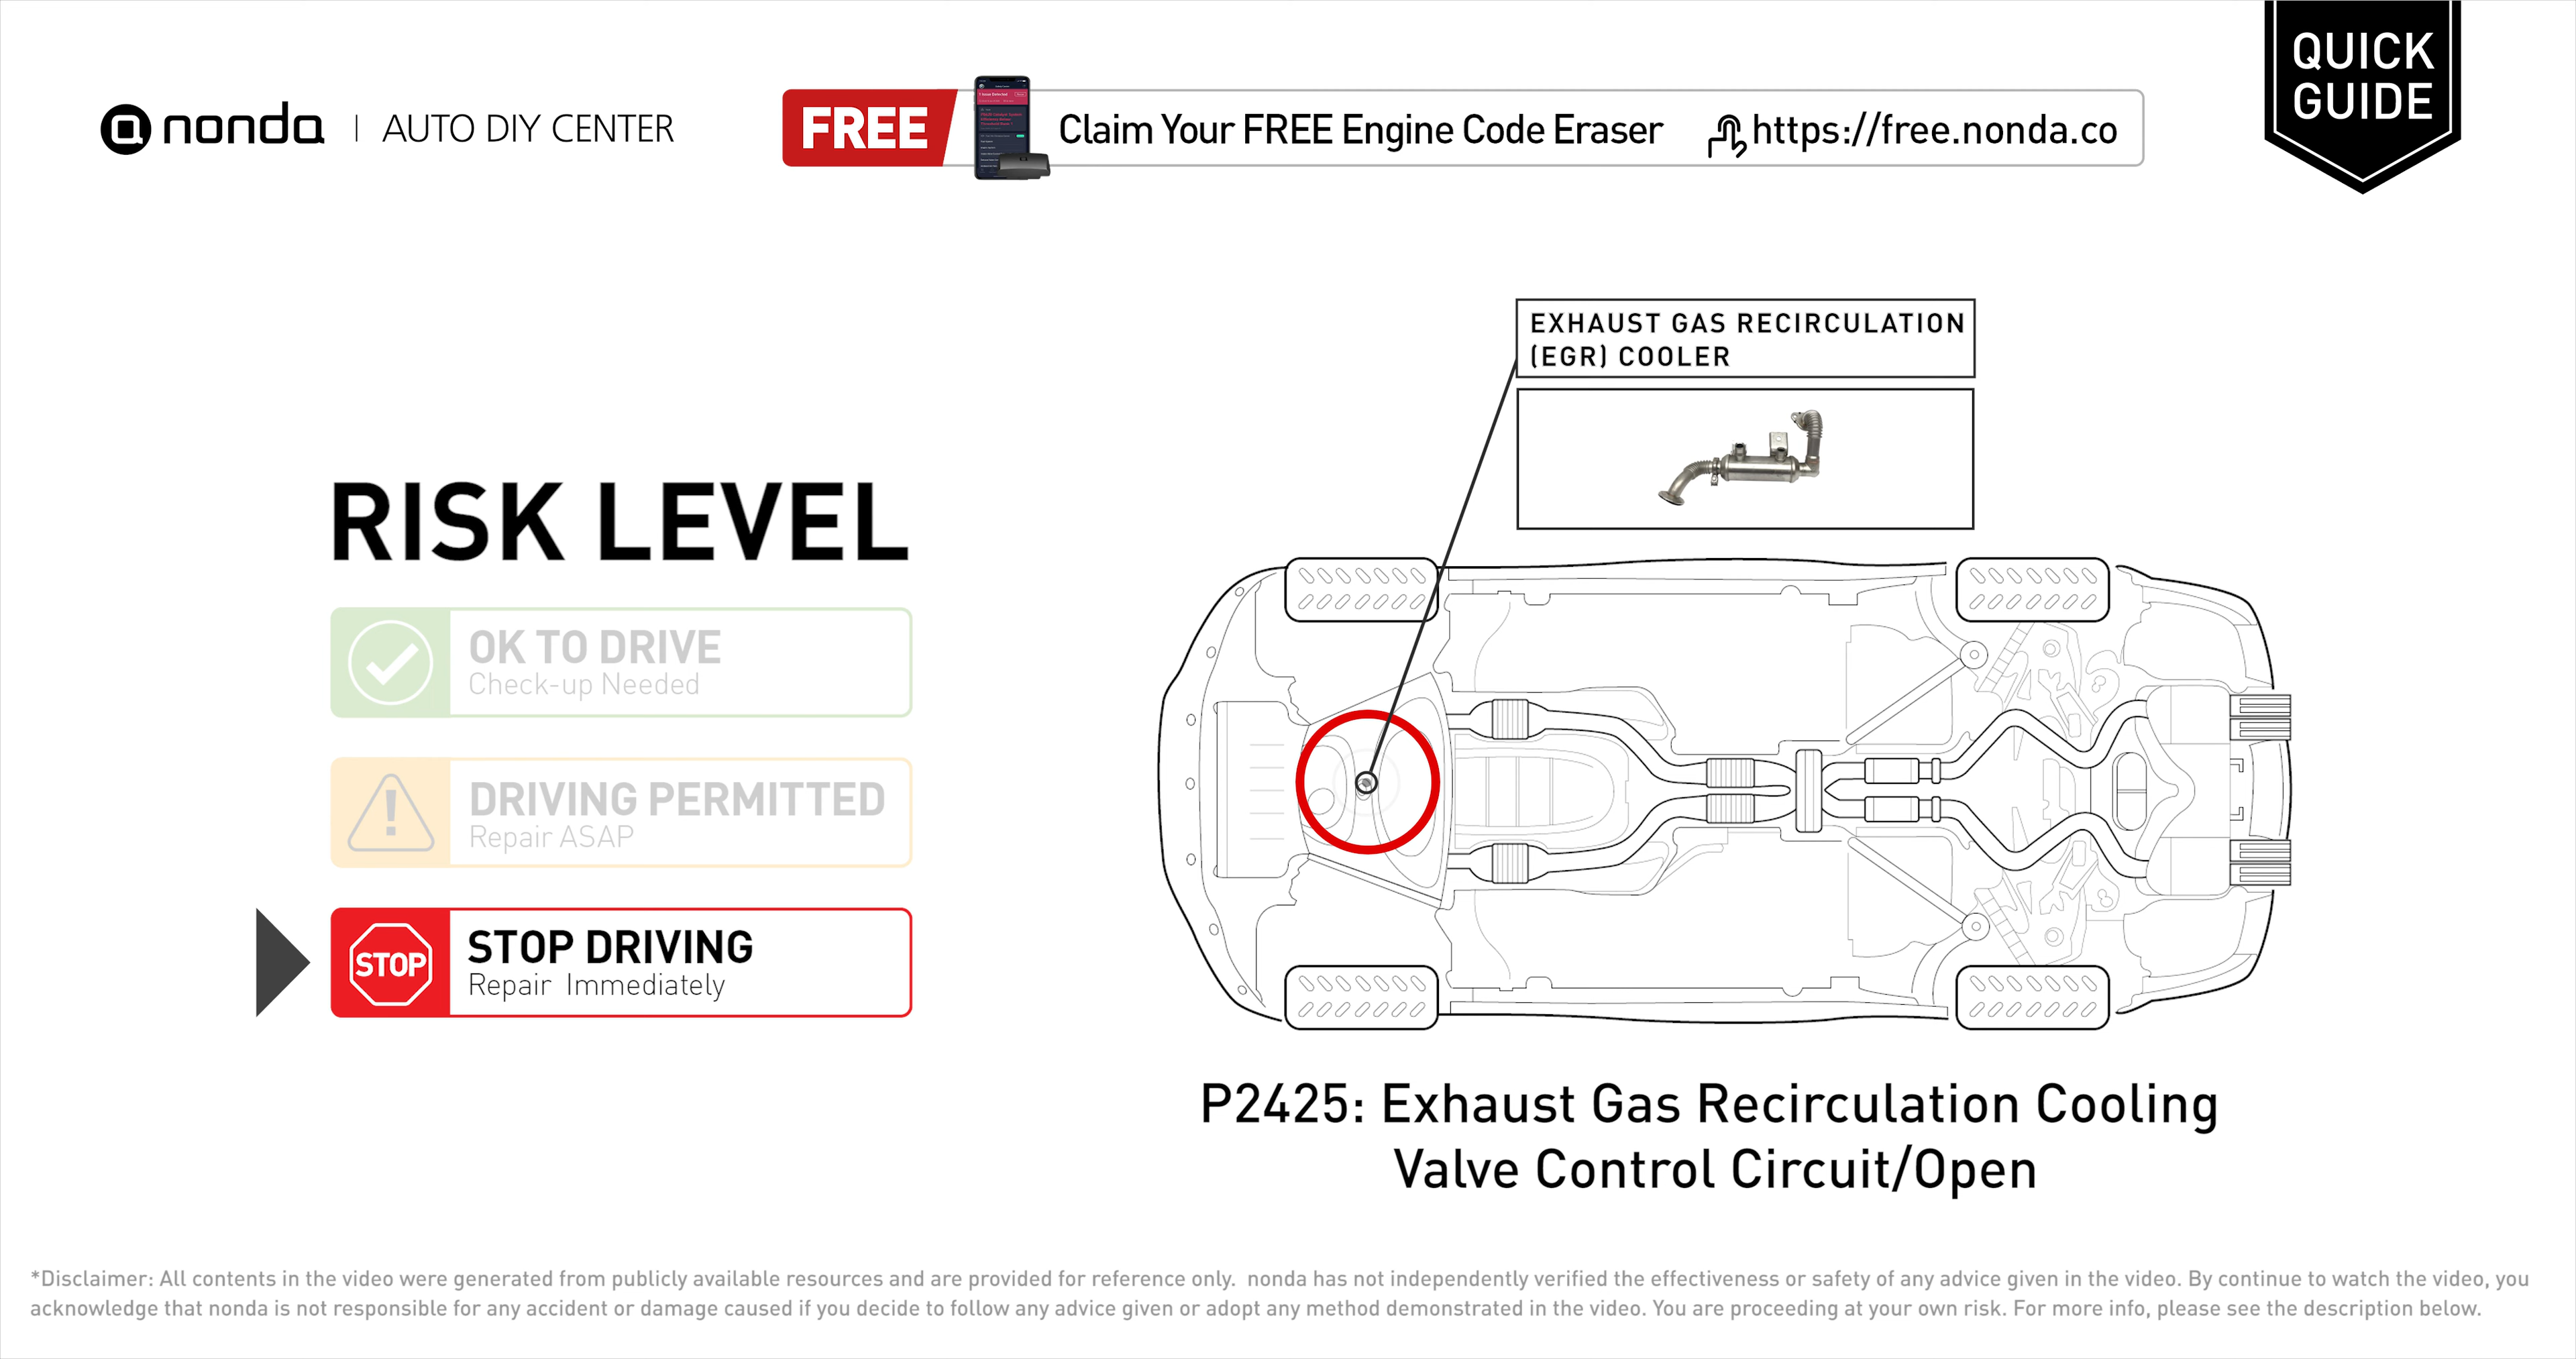 nonda | AUTO DIY CENTER
FREE
Claim Your FREE Engine Code Eraser
https://free.nonda.co
QUICK
GUIDE
EXHAUST GAS RECIRCULATION
(EGR) COOLER
RISK LEVEL
OK TO DRIVE
Check-up Needed
DRIVING PERMITTED
Repair ASAP
STOP
STOP DRIVING
Repair Immediately
P2425: Exhaust Gas Recirculation Cooling
Valve Control Circuit/Open
*Disclaimer: All contents in the video were generated from publicly available resources and are provided for reference only. nonda has not independently verified the effectiveness or safety of any advice given in the video. By continue to watch the video, you
acknowledge that nonda is not responsible for any accident or damage caused if you decide to follow any advice given or adopt any method demonstrated in the video. You are proceeding at your own risk. For more info, please see the description below.